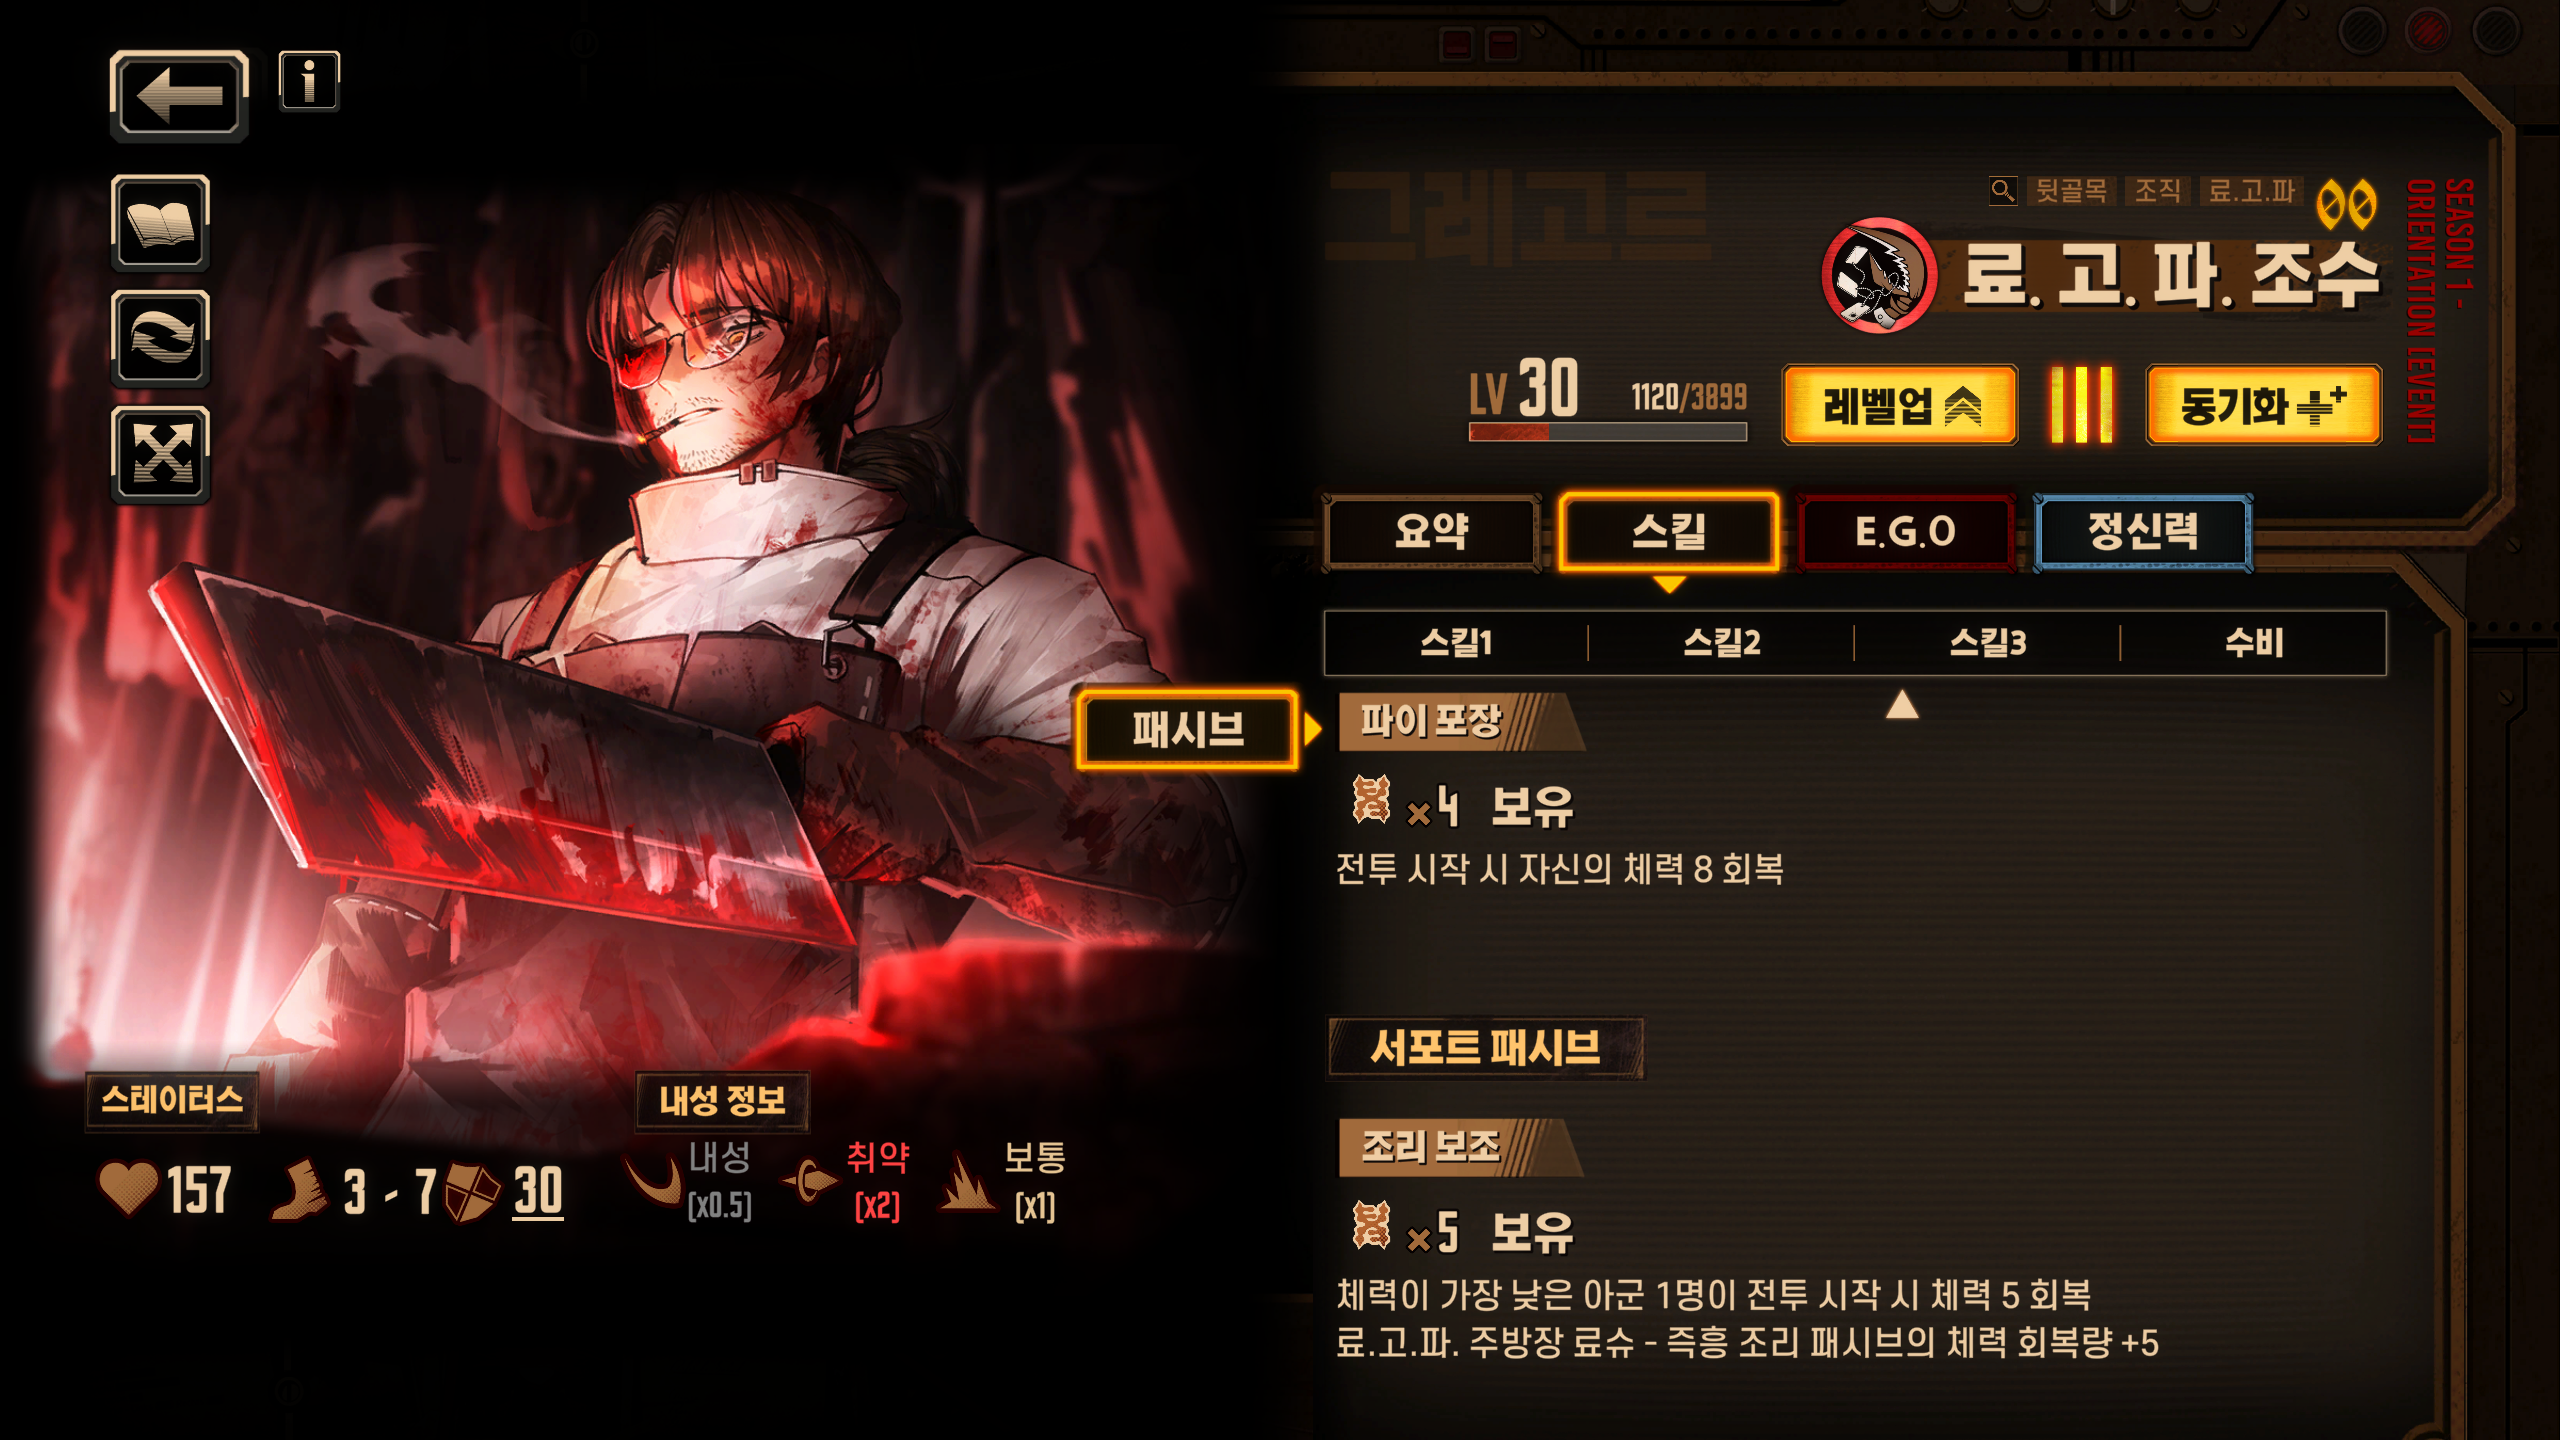 그레고르
뒷골목 조직 료.고.파
료. 고. 파. 조수
SEASON 1 -
ORIENTATION [EVENT]
LV 30 1120/3899
레벨업
동기화
요약 스킬 E.G.O 정신력
스킬1 스킬2 스킬3 수비
패시브
파이 포장
×4 보유
전투 시작 시 자신의 체력 8 회복
서포트 패시브
조리 보조
×5 보유
체력이 가장 낮은 아군 1명이 전투 시작 시 체력 5 회복
료.고.파. 주방장 료슈 - 즉흥 조리 패시브의 체력 회복량 +5
스테이터스
157 3 - 7 30
내성 정보
내성 취약 보통
[x0.5] [x2] [x1]